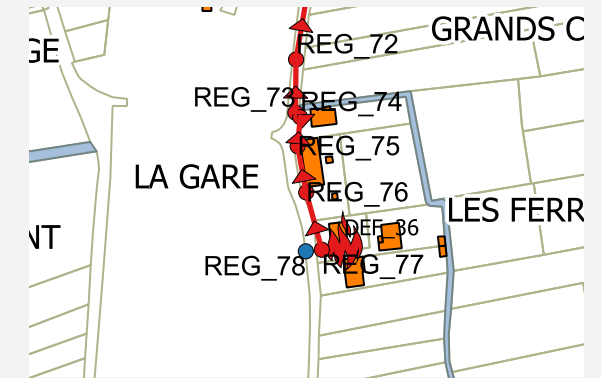 GRANDS C
REG_72
GE
REG_73
REG_74
REG_75
LA GARE
REG_76
LES FERR
DEF_36
NT
REG_78
REG_77